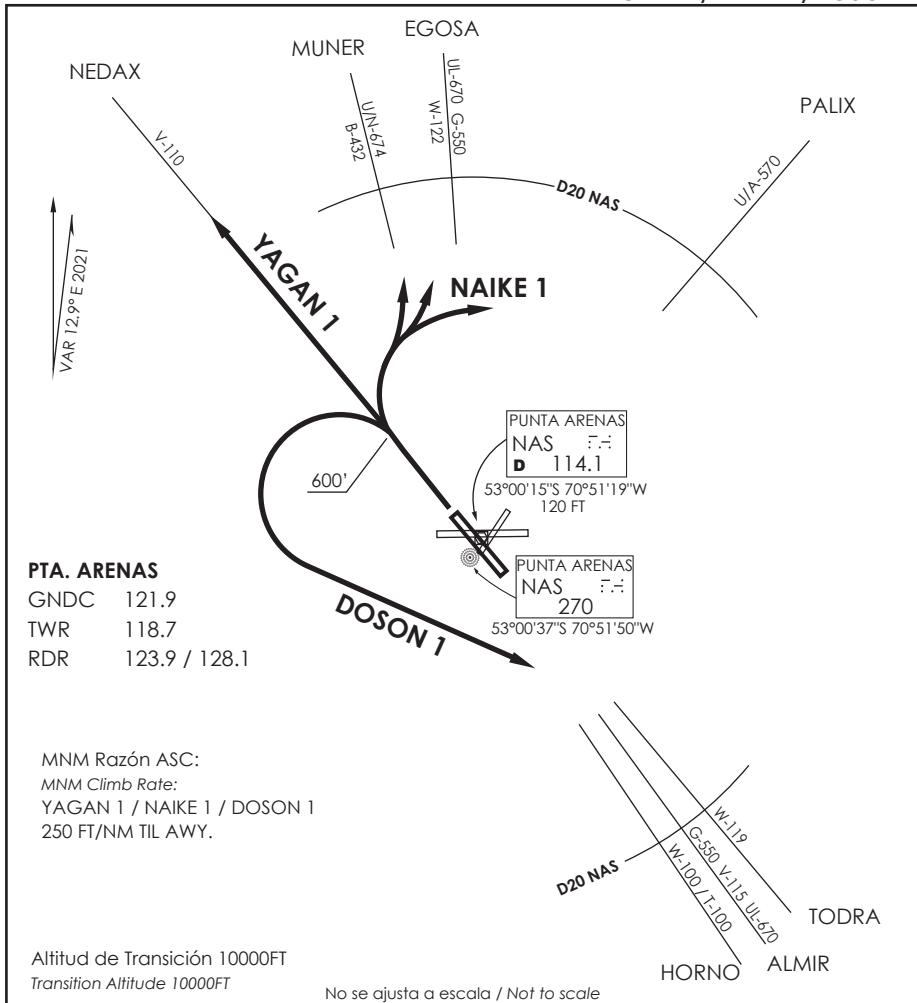 EGOSA
MUNER
NEDAX
PALIX
UL-670 G-550
W-122
U/N-674
B-432
V-110
U/A-570
D20 NAS
VAR 12.9° E 2021
YAGAN 1
NAIKE 1
PUNTA ARENAS
NAS
D 114.1
53°00'15"S 70°51'19"W
120 FT
600'
PUNTA ARENAS
NAS
270
53°00'37"S 70°51'50"W
PTA. ARENAS
GNDC 121.9
TWR 118.7
RDR 123.9 / 128.1
DOSON 1
MNM Razón ASC:
MNM Climb Rate:
YAGAN 1 / NAIKE 1 / DOSON 1
250 FT/NM TIL AWY.
W-119
G-550 V-115 UL-670
W-100 / T-100
D20 NAS
TODRA
ALMIR
HORNO
Altitud de Transición 10000FT
Transition Altitude 10000FT
No se ajusta a escala / Not to scale